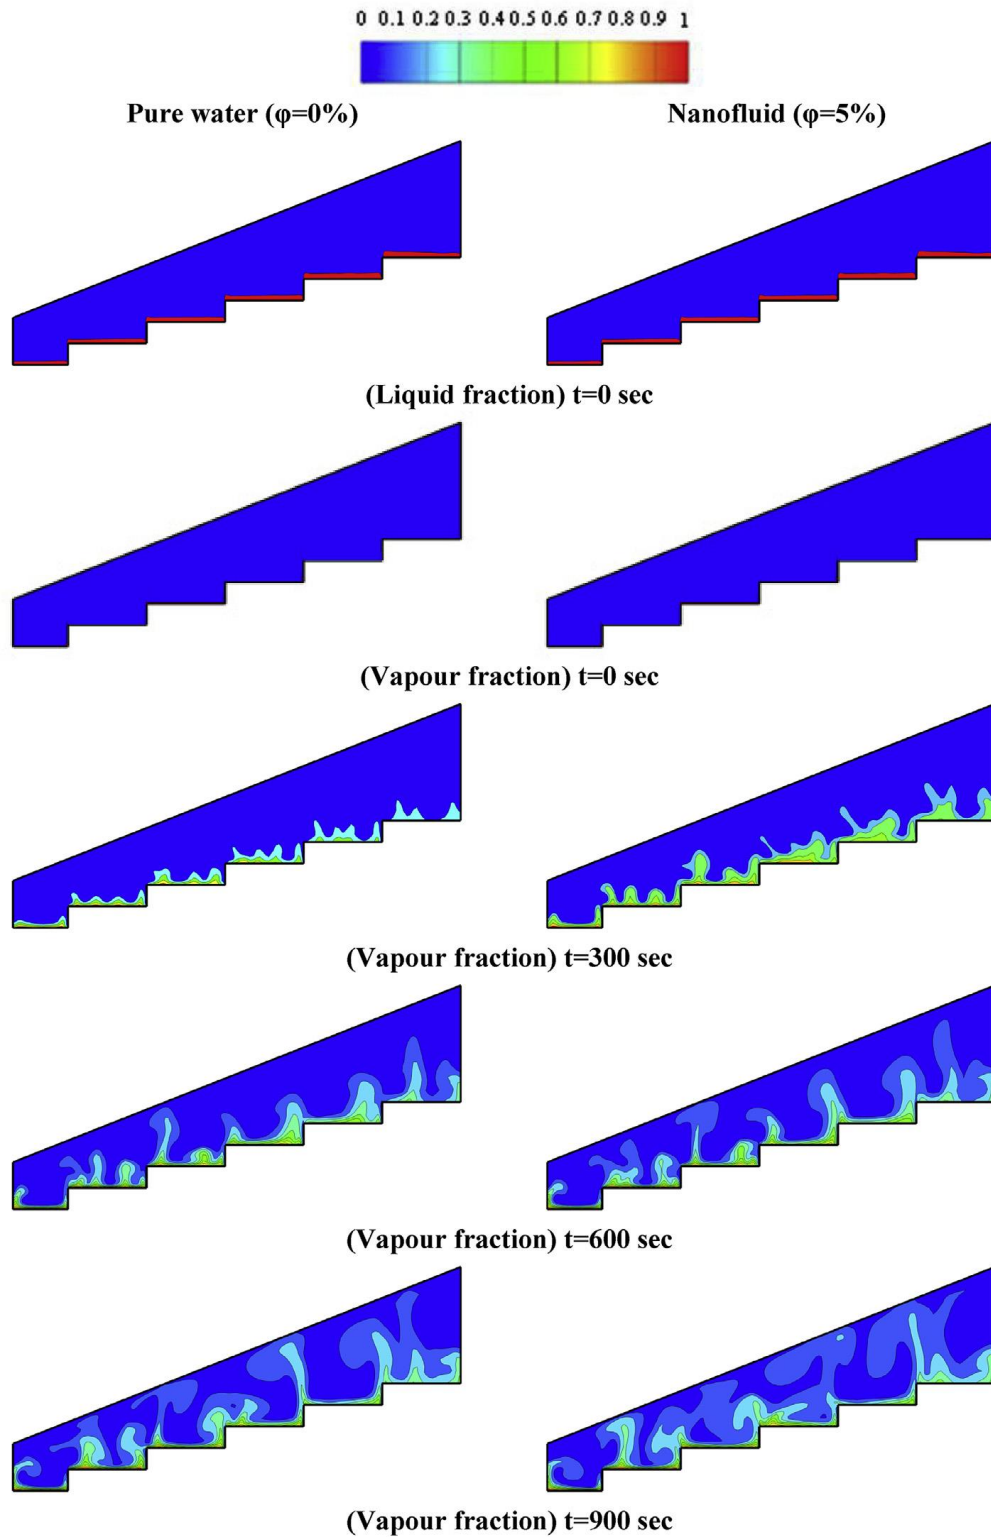 0 0.1 0.2 0.3 0.4 0.5 0.6 0.7 0.8 0.9 1
Pure water (φ=0%)
Nanofluid (φ=5%)
(Liquid fraction) t=0 sec
(Vapour fraction) t=0 sec
(Vapour fraction) t=300 sec
(Vapour fraction) t=600 sec
(Vapour fraction) t=900 sec